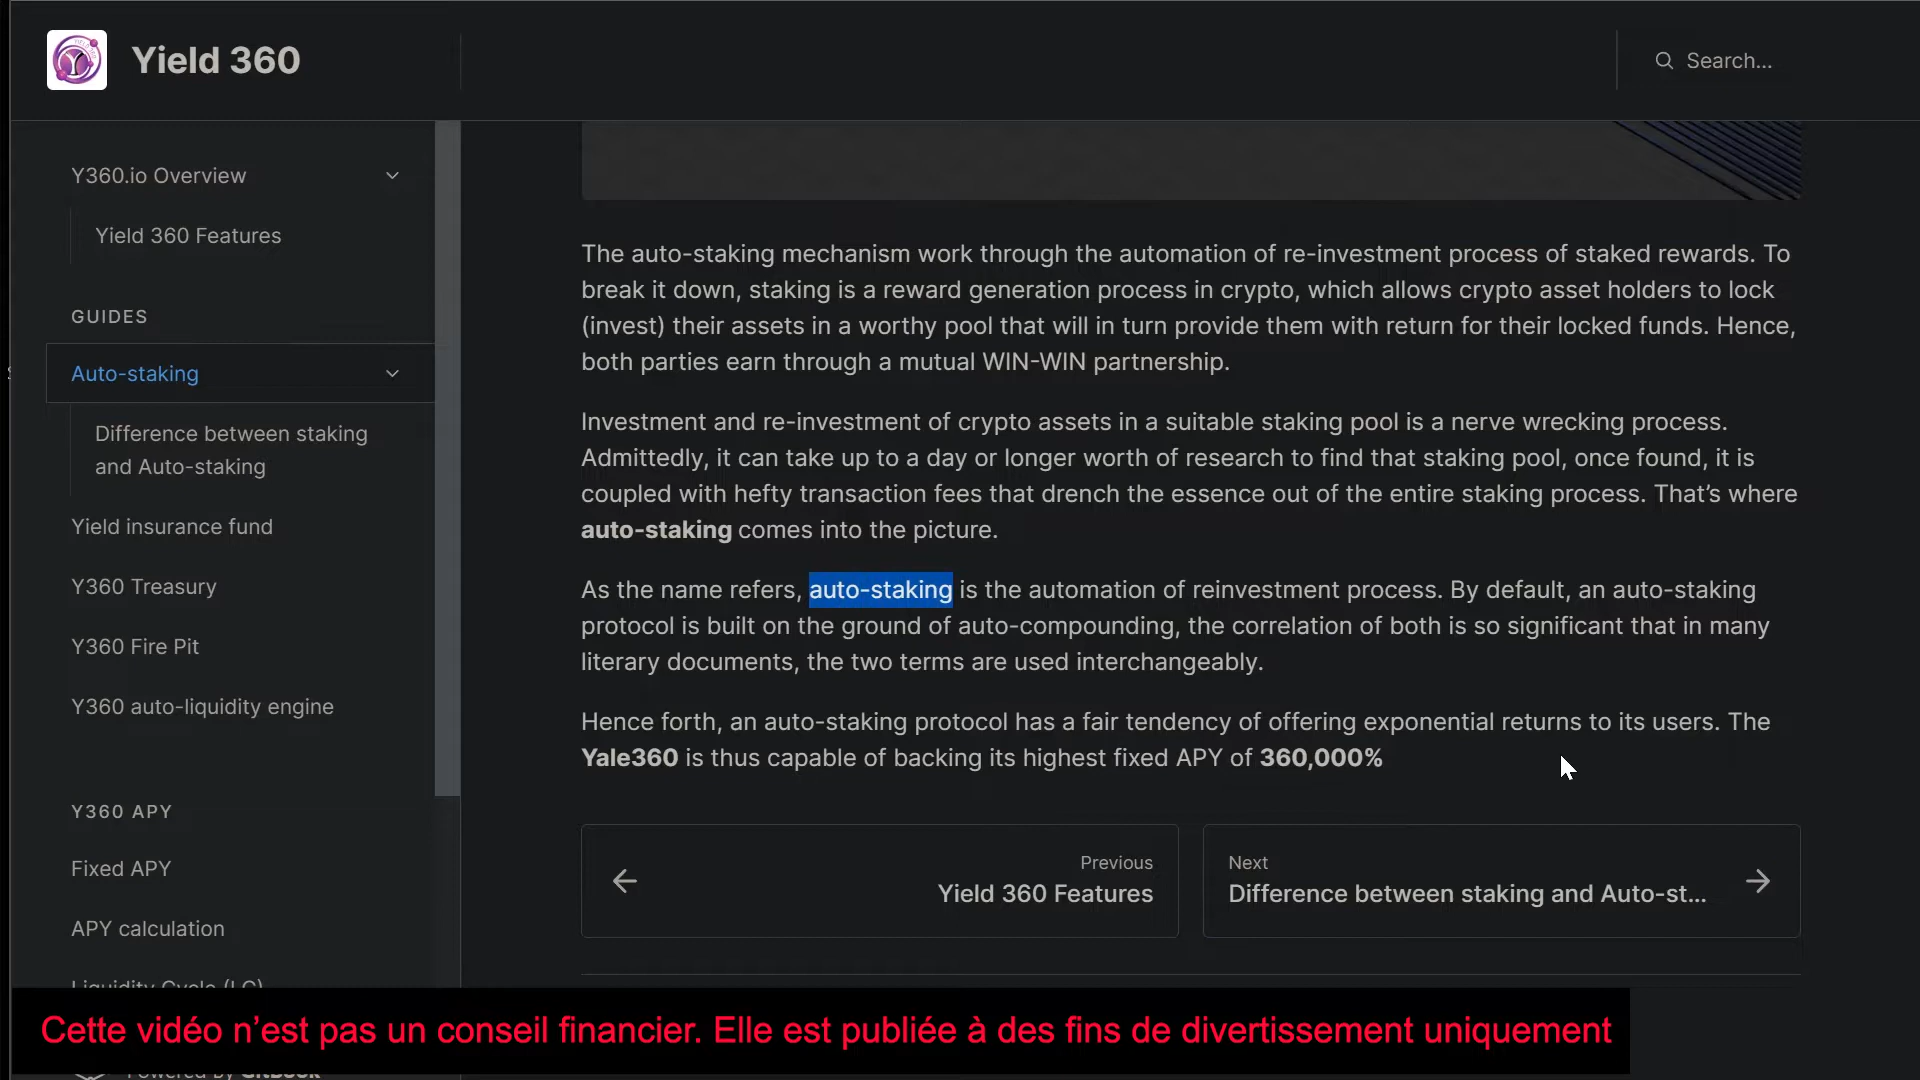 Yield 360
Search...
Y360.io Overview
Yield 360 Features
GUIDES
Auto-staking
Difference between staking
and Auto-staking
Yield insurance fund
Y360 Treasury
Y360 Fire Pit
Y360 auto-liquidity engine
Y360 APY
Fixed APY
APY calculation
Liquidity Cycle (LC)
Powered By GitBook
The auto-staking mechanism work through the automation of re-investment process of staked rewards. To
break it down, staking is a reward generation process in crypto, which allows crypto asset holders to lock
(invest) their assets in a worthy pool that will in turn provide them with return for their locked funds. Hence,
both parties earn through a mutual WIN-WIN partnership.
Investment and re-investment of crypto assets in a suitable staking pool is a nerve wrecking process.
Admittedly, it can take up to a day or longer worth of research to find that staking pool, once found, it is
coupled with hefty transaction fees that drench the essence out of the entire staking process. That's where
auto-staking comes into the picture.
As the name refers, auto-staking is the automation of reinvestment process. By default, an auto-staking
protocol is built on the ground of auto-compounding, the correlation of both is so significant that in many
literary documents, the two terms are used interchangeably.
Hence forth, an auto-staking protocol has a fair tendency of offering exponential returns to its users. The
Yale360 is thus capable of backing its highest fixed APY of 360,000%
Previous
Yield 360 Features
Next
Difference between staking and Auto-st...
Cette vidéo n'est pas un conseil financier. Elle est publiée à des fins de divertissement uniquement